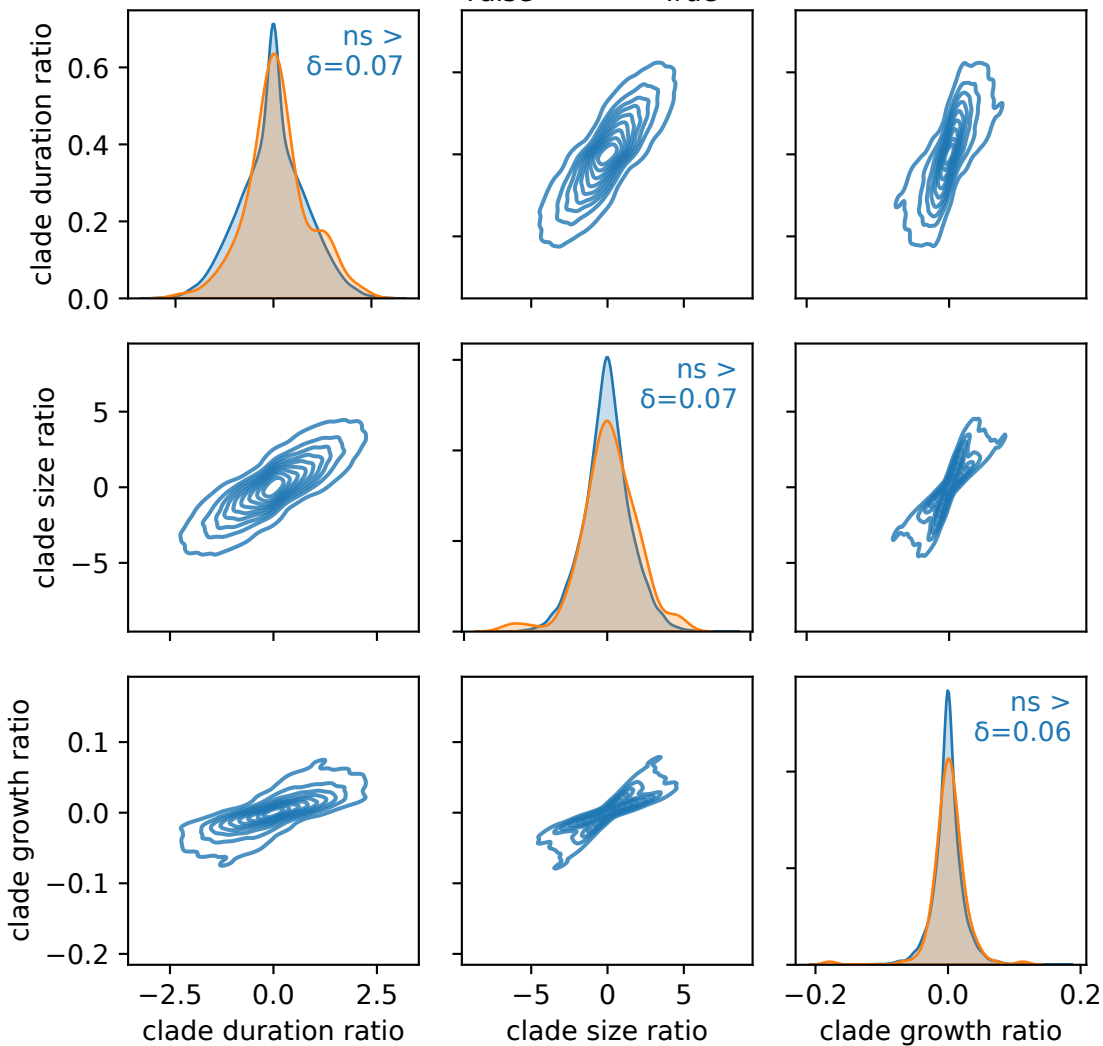 ns >
δ=0.07
clade duration ratio
0.6
0.4
0.2
0.0
ns >
δ=0.07
clade size ratio
5
0
−5
ns >
δ=0.06
clade growth ratio
0.1
0.0
−0.1
−0.2
−2.5 0.0 2.5
−5 0 5
−0.2 0.0 0.2
clade duration ratio
clade size ratio
clade growth ratio